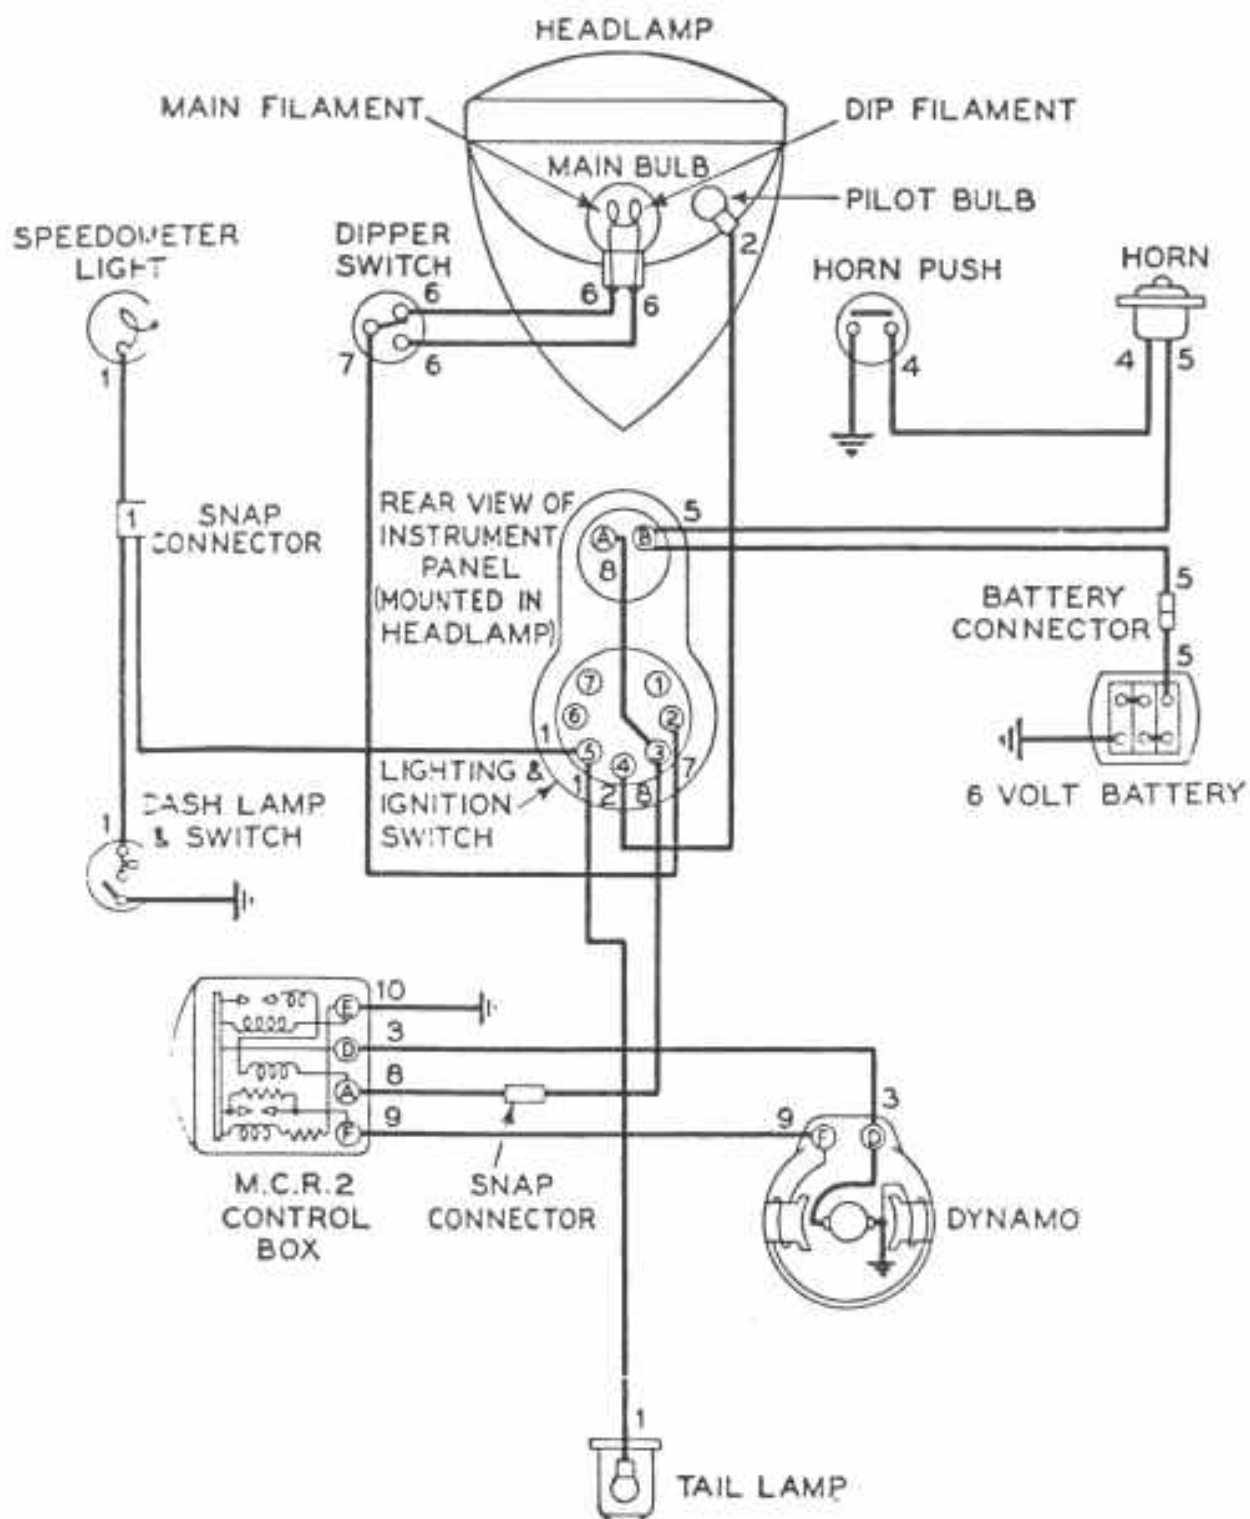 HEADLAMP
MAIN FILAMENT
DIP FILAMENT
MAIN BULB
PILOT BULB
2
SPEEDOMETER
LIGHT
DIPPER
SWITCH
HORN PUSH
HORN
6
6
6
7
6
4
4
5
1
1
SNAP
CONNECTOR
REAR VIEW OF
INSTRUMENT
PANEL
(MOUNTED IN
HEADLAMP)
5
A
B
8
5
BATTERY
CONNECTOR
5
7
1
6
2
5
4
3
1
1
2
8
7
LIGHTING &
IGNITION
SWITCH
6 VOLT BATTERY
1
DASH LAMP
& SWITCH
E
10
D
3
A
8
F
9
M.C.R.2
CONTROL
BOX
SNAP
CONNECTOR
9
3
F
D
DYNAMO
1
TAIL LAMP